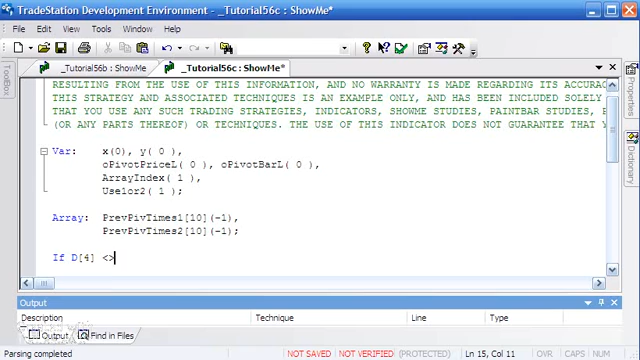 TradeStation Development Environment - _Tutorial56c : ShowMe*
File Edit View Tools Window Help
_Tutorial56b : ShowMe _Tutorial56c : ShowMe*
ToolBox
Properties
Dictionary
RESULTING FROM THE USE OF THIS INFORMATION, AND NO WARRANTY IS MADE REGARDING ITS ACCURAC
THIS STRATEGY AND ASSOCIATED TECHNIQUES IS AN EXAMPLE ONLY, AND HAS BEEN INCLUDED SOLELY
THAT YOU USE ANY SUCH TRADING STRATEGIES, INDICATORS, SHOWME STUDIES, PAINTBAR STUDIES, P
(OR ANY PARTS THEREOF) OR TECHNIQUES. THE USE OF THIS INDICATOR DOES NOT GUARANTEE THAT Y
Var: x(0), y( 0 ),
oPivotPriceL( 0 ), oPivotBarL( 0 ),
ArrayIndex( 1 ),
Use1or2( 1 );
Array: PrevPivTimes1[10](-1),
PrevPivTimes2[10](-1);
If D[4] <>
Output
Description Technique Line Type
Output Find in Files
Parsing completed NOT SAVED NOT VERIFIED (PROTECTED) Ln 15, Col 11 OVR CAPS NUM